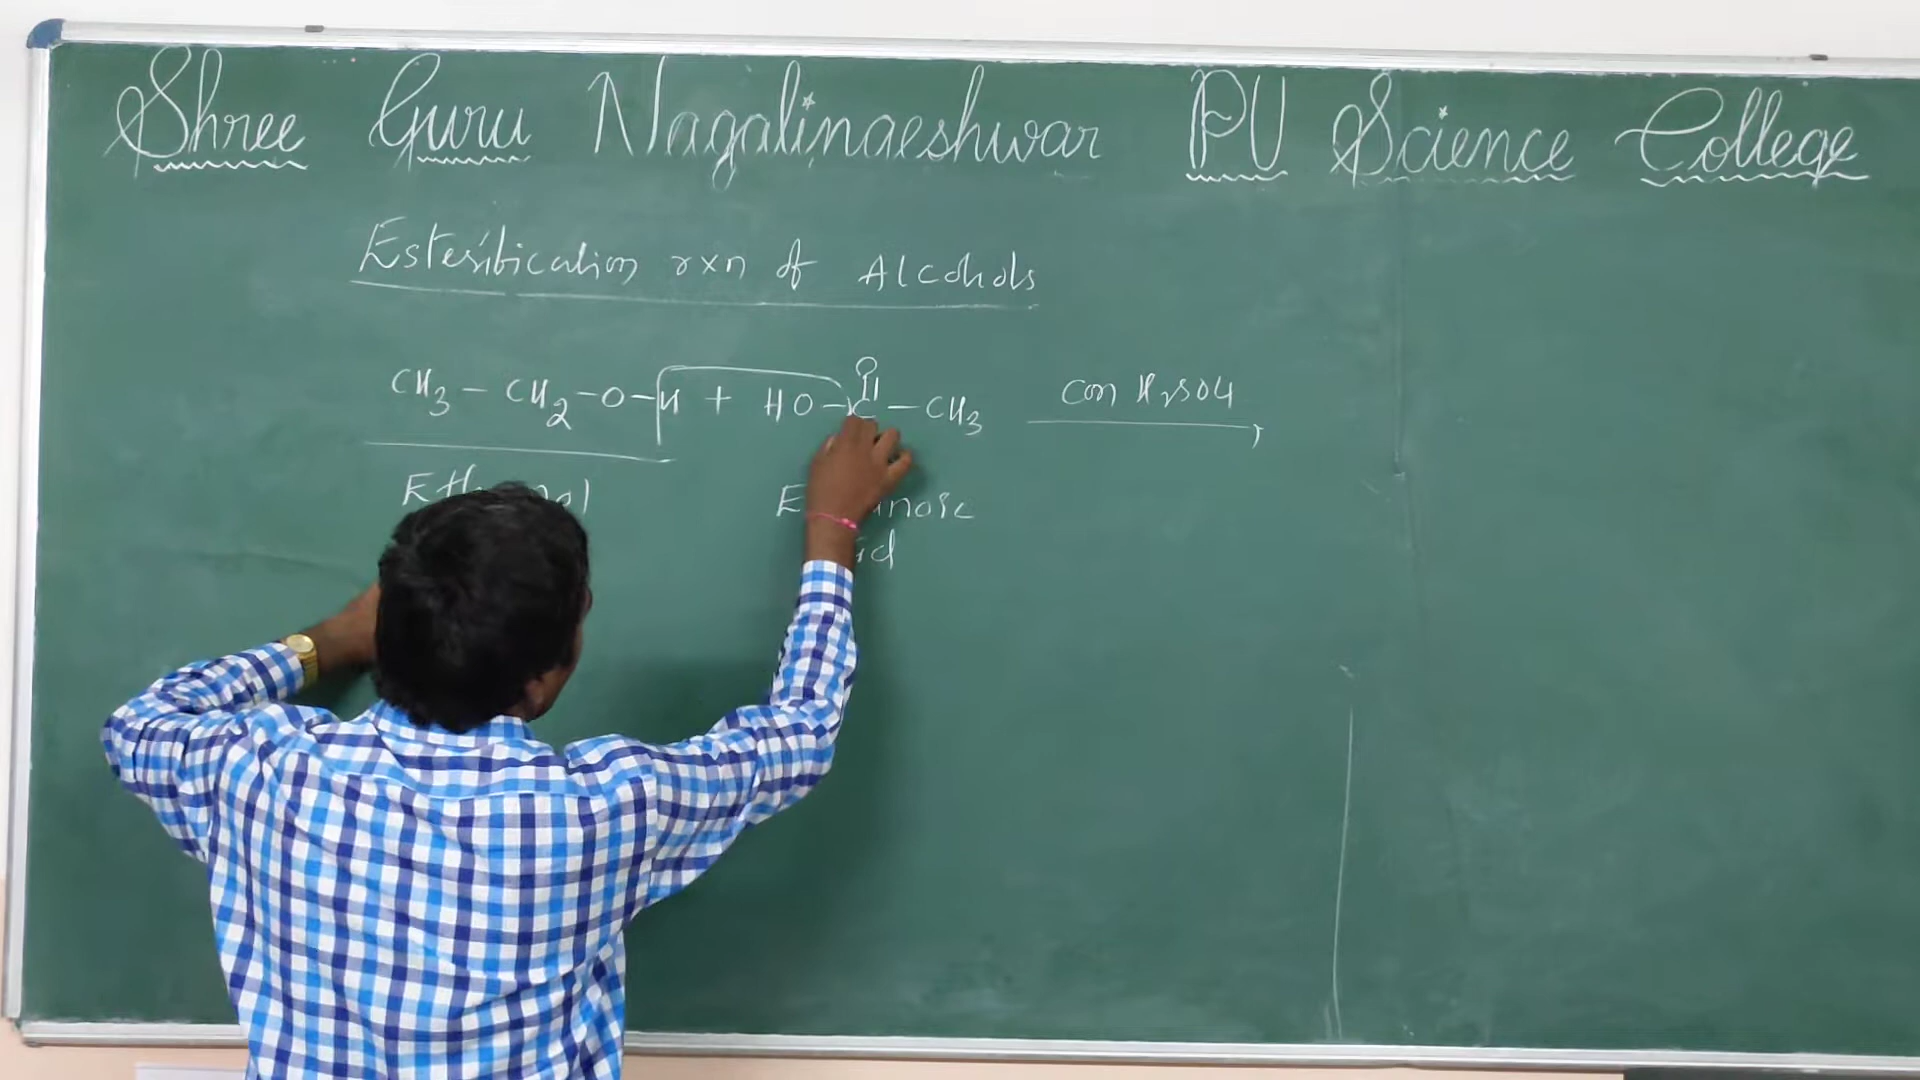 Shree Guru Nagalinaeshwar PU Science College
Esterification rxn of Alcohols
O
CH3 - CH2 - O - H + HO - C - CH3 con H2SO4